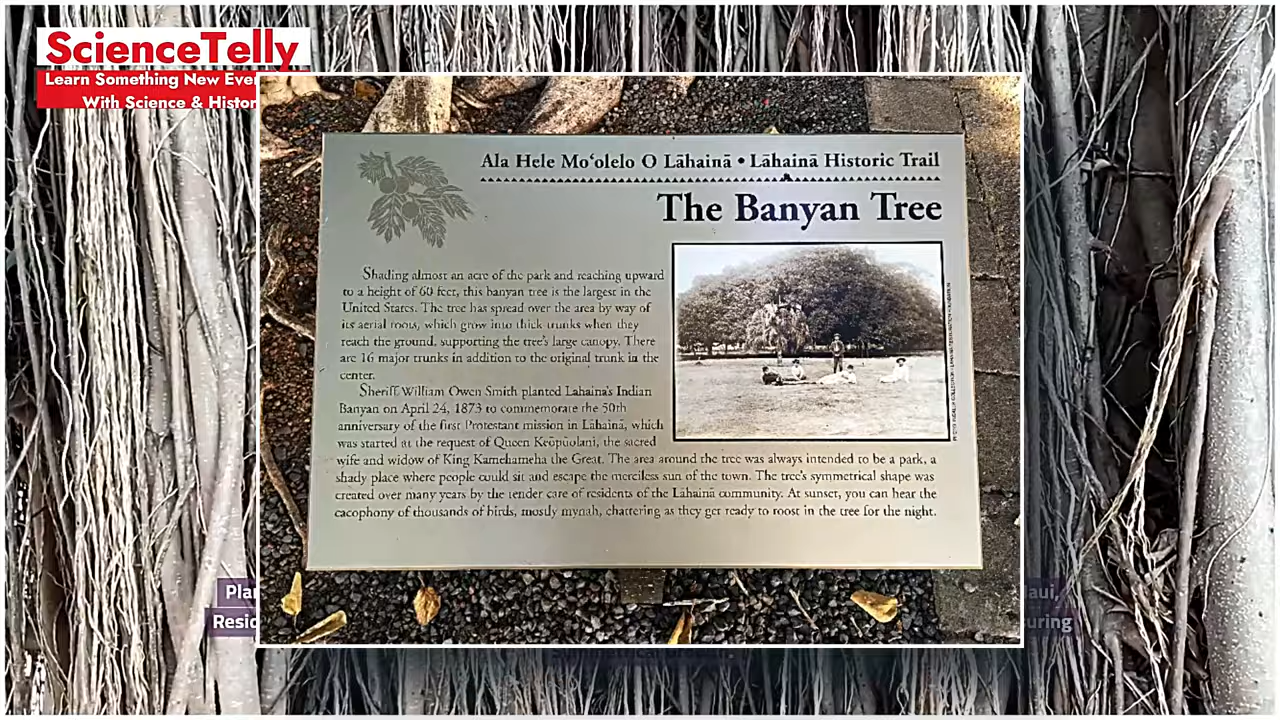 ScienceTelly
Learn Something New Ever
With Science & Histor
Ala Hele Moʻolelo O Lāhainā • Lāhainā Historic Trail
The Banyan Tree
Shading almost an acre of the park and reaching upward
to a height of 60 feet, this banyan tree is the largest in the
United States. The tree has spread over the area by way of
its aerial roots, which grow into thick trunks when they
reach the ground, supporting the tree's large canopy. There
are 16 major trunks in addition to the original trunk in the
center.
Sheriff William Owen Smith planted Lahaina's Indian
Banyan on April 24, 1873 to commemorate the 50th
anniversary of the first Protestant mission in Lāhainā, which
was started at the request of Queen Keōpūolani, the sacred
wife and widow of King Kamehameha the Great. The area around the tree was always intended to be a park, a
shady place where people could sit and escape the merciless sun of the town. The tree's symmetrical shape was
created over many years by the tender care of residents of the Lāhainā community. At sunset, you can hear the
cacophony of thousands of birds, mostly mynah, chattering as they get ready to roost in the tree for the night.
Plan
aui,
Resid
uring